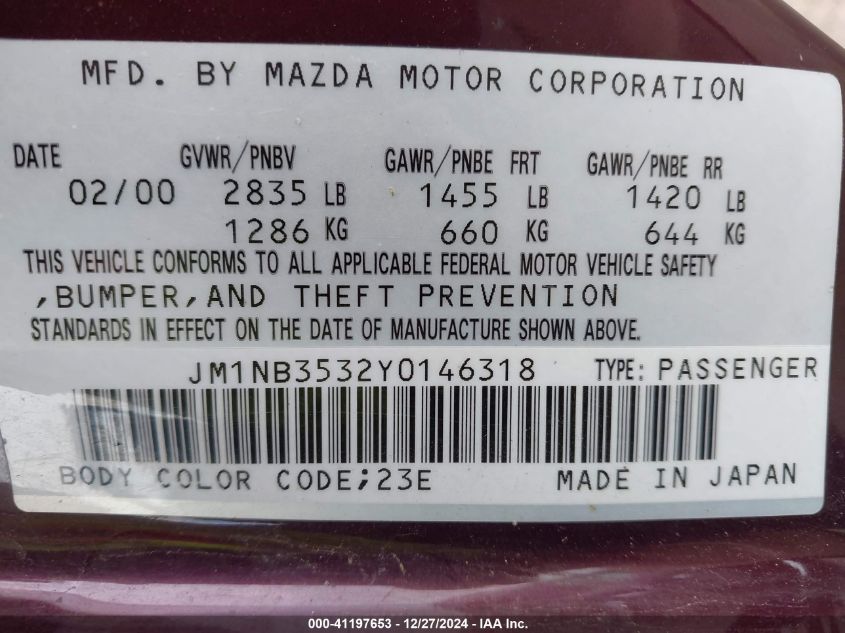 MFD. BY MAZDA MOTOR CORPORATION
DATE GVWR/PNBV GAWR/PNBE FRT GAWR/PNBE RR
02/00 2835 LB 1455 LB 1420 LB
1286 KG 660 KG 644 KG
THIS VEHICLE CONFORMS TO ALL APPLICABLE FEDERAL MOTOR VEHICLE SAFETY
,BUMPER,AND THEFT PREVENTION
STANDARDS IN EFFECT ON THE DATE OF MANUFACTURE SHOWN ABOVE.
JM1NB3532Y0146318 TYPE: PASSENGER
BODY COLOR CODE;23E MADE IN JAPAN
000-41197653 - 12/27/2024 - IAA Inc.